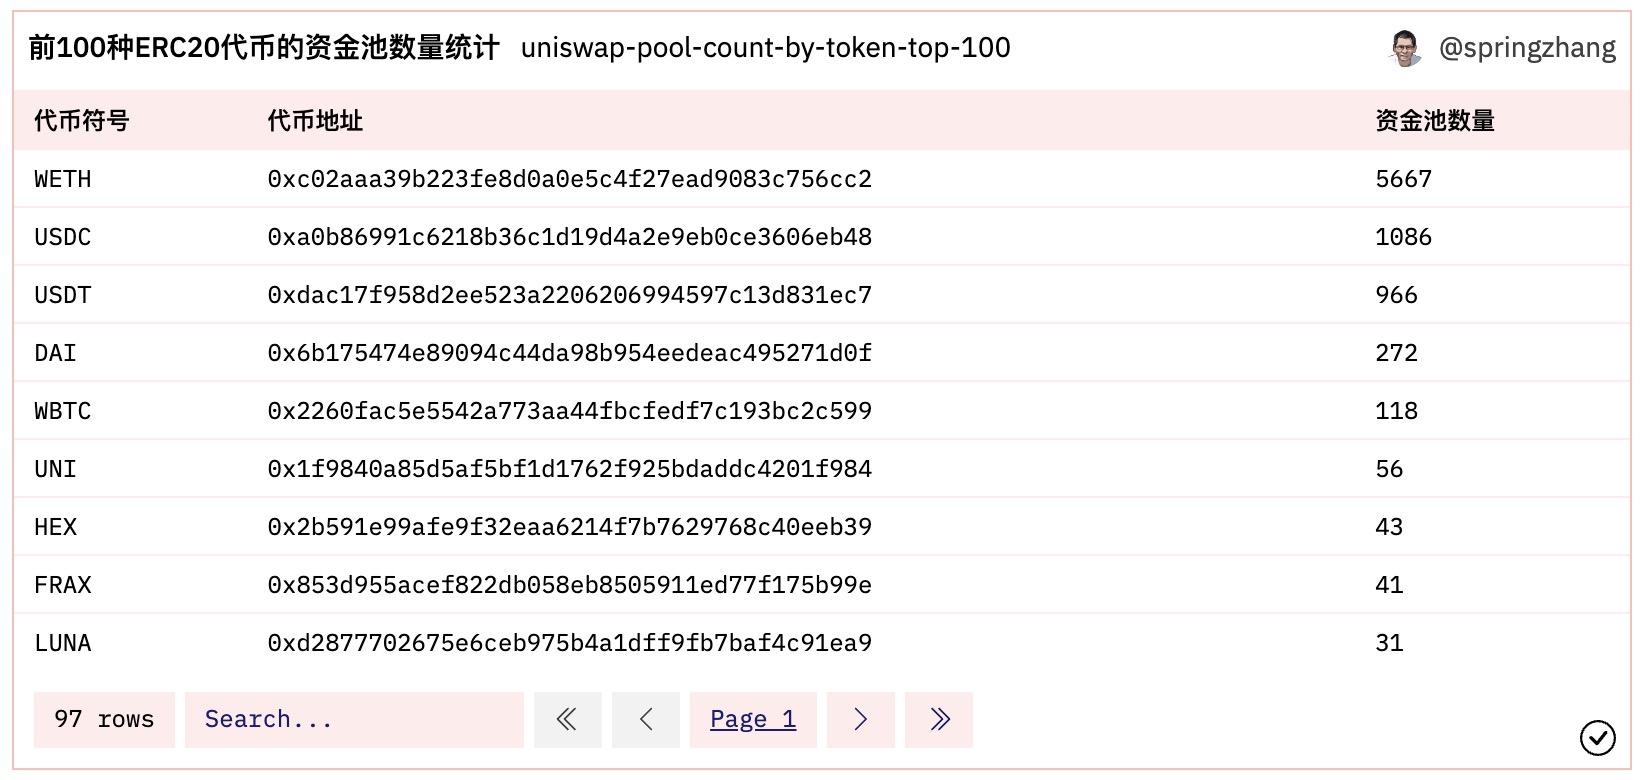 前100种ERC20代币的资金池数量统计 uniswap-pool-count-by-token-top-100 @springzhang
代币符号 代币地址 资金池数量
WETH 0xc02aaa39b223fe8d0a0e5c4f27ead9083c756cc2 5667
USDC 0xa0b86991c6218b36c1d19d4a2e9eb0ce3606eb48 1086
USDT 0xdac17f958d2ee523a2206206994597c13d831ec7 966
DAI 0x6b175474e89094c44da98b954eedeac495271d0f 272
WBTC 0x2260fac5e5542a773aa44fbcfedf7c193bc2c599 118
UNI 0x1f9840a85d5af5bf1d1762f925bdaddc4201f984 56
HEX 0x2b591e99afe9f32eaa6214f7b7629768c40eeb39 43
FRAX 0x853d955acef822db058eb8505911ed77f175b99e 41
LUNA 0xd2877702675e6ceb975b4a1dff9fb7baf4c91ea9 31
97 rows Search... Page 1